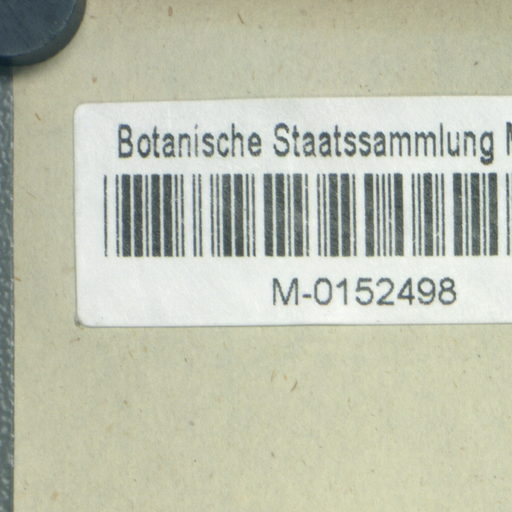 Botanische Staatssammlung
M-0152498